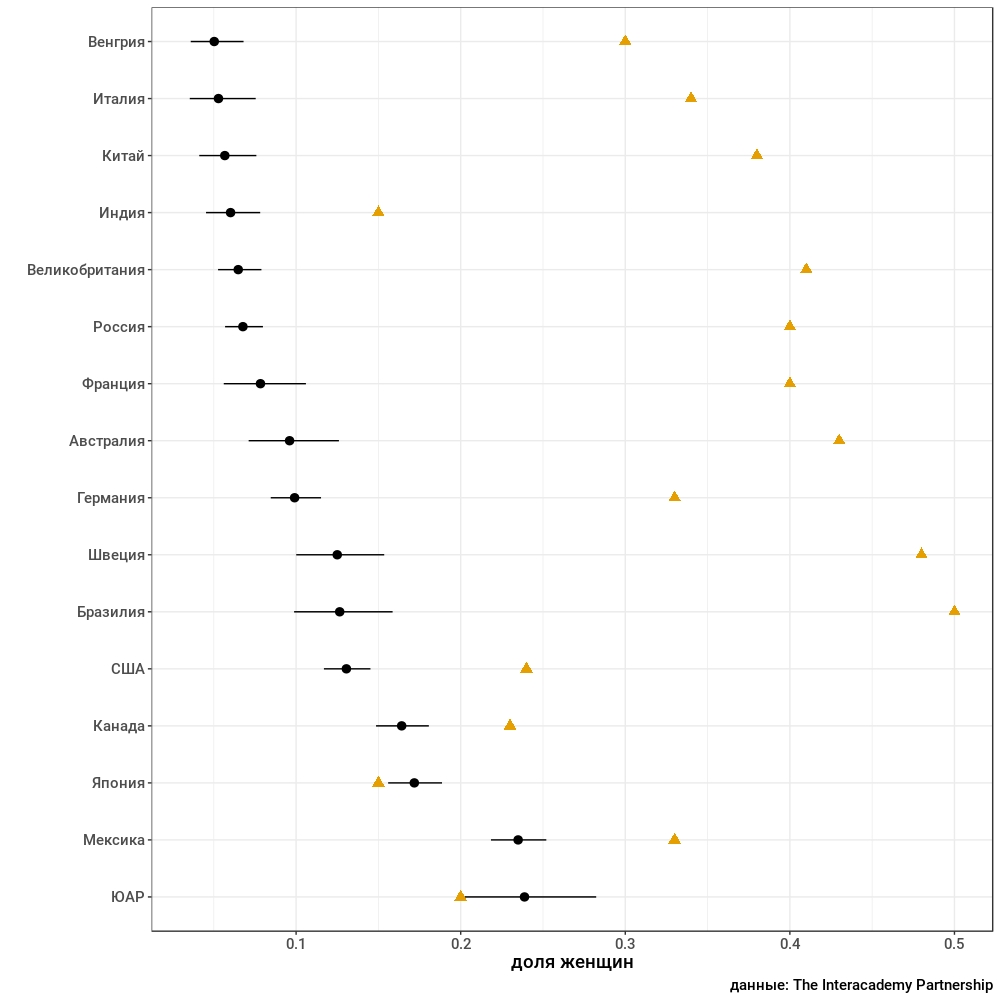 Венгрия
Италия
Китай
Индия
Великобритания
Россия
Франция
Австралия
Германия
Швеция
Бразилия
США
Канада
Япония
Мексика
ЮАР
0.1 0.2 0.3 0.4 0.5
доля женщин
данные: The Interacademy Partnership